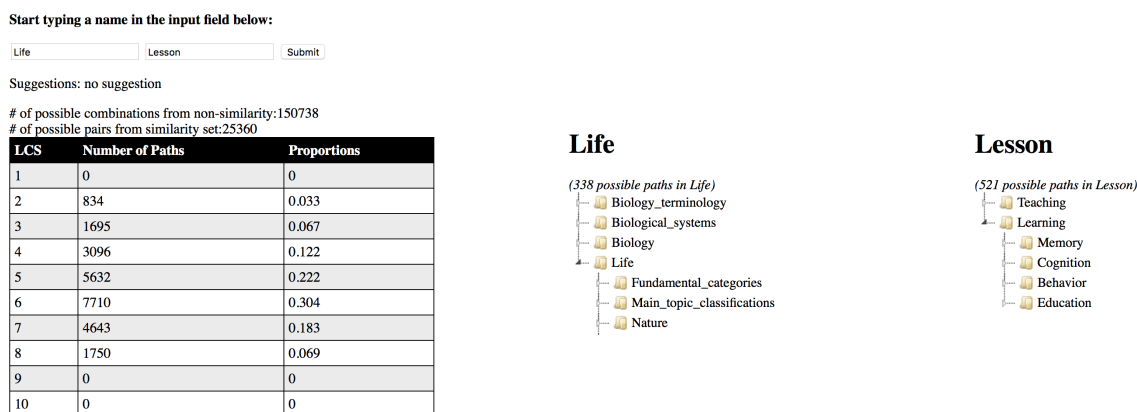 Start typing a name in the input field below:
Life Lesson Submit
Suggestions: no suggestion
# of possible combinations from non-similarity:150738
# of possible pairs from similarity set:25360
LCS Number of Paths Proportions
1 0 0
2 834 0.033
3 1695 0.067
4 3096 0.122
5 5632 0.222
6 7710 0.304
7 4643 0.183
8 1750 0.069
9 0 0
10 0 0
Life
(338 possible paths in Life)
Biology_terminology
Biological_systems
Biology
Life
Fundamental_categories
Main_topic_classifications
Nature
Lesson
(521 possible paths in Lesson)
Teaching
Learning
Memory
Cognition
Behavior
Education